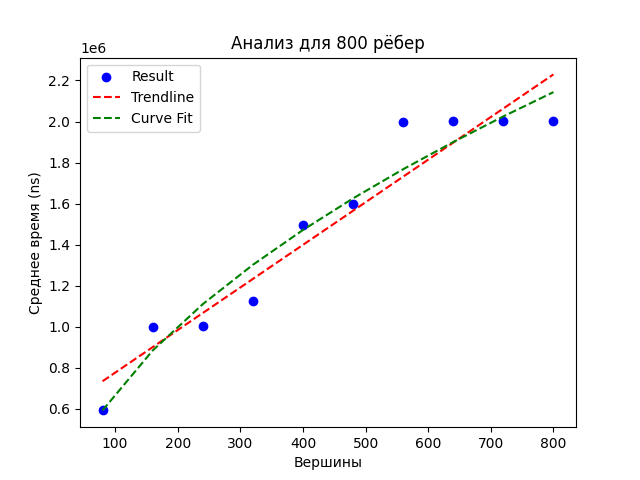 Анализ для 800 рёбер
1e6
Result
Trendline
Curve Fit
2.2
2.0
1.8
1.6
1.4
1.2
1.0
0.8
0.6
Среднее время (ns)
100 200 300 400 500 600 700 800
Вершины